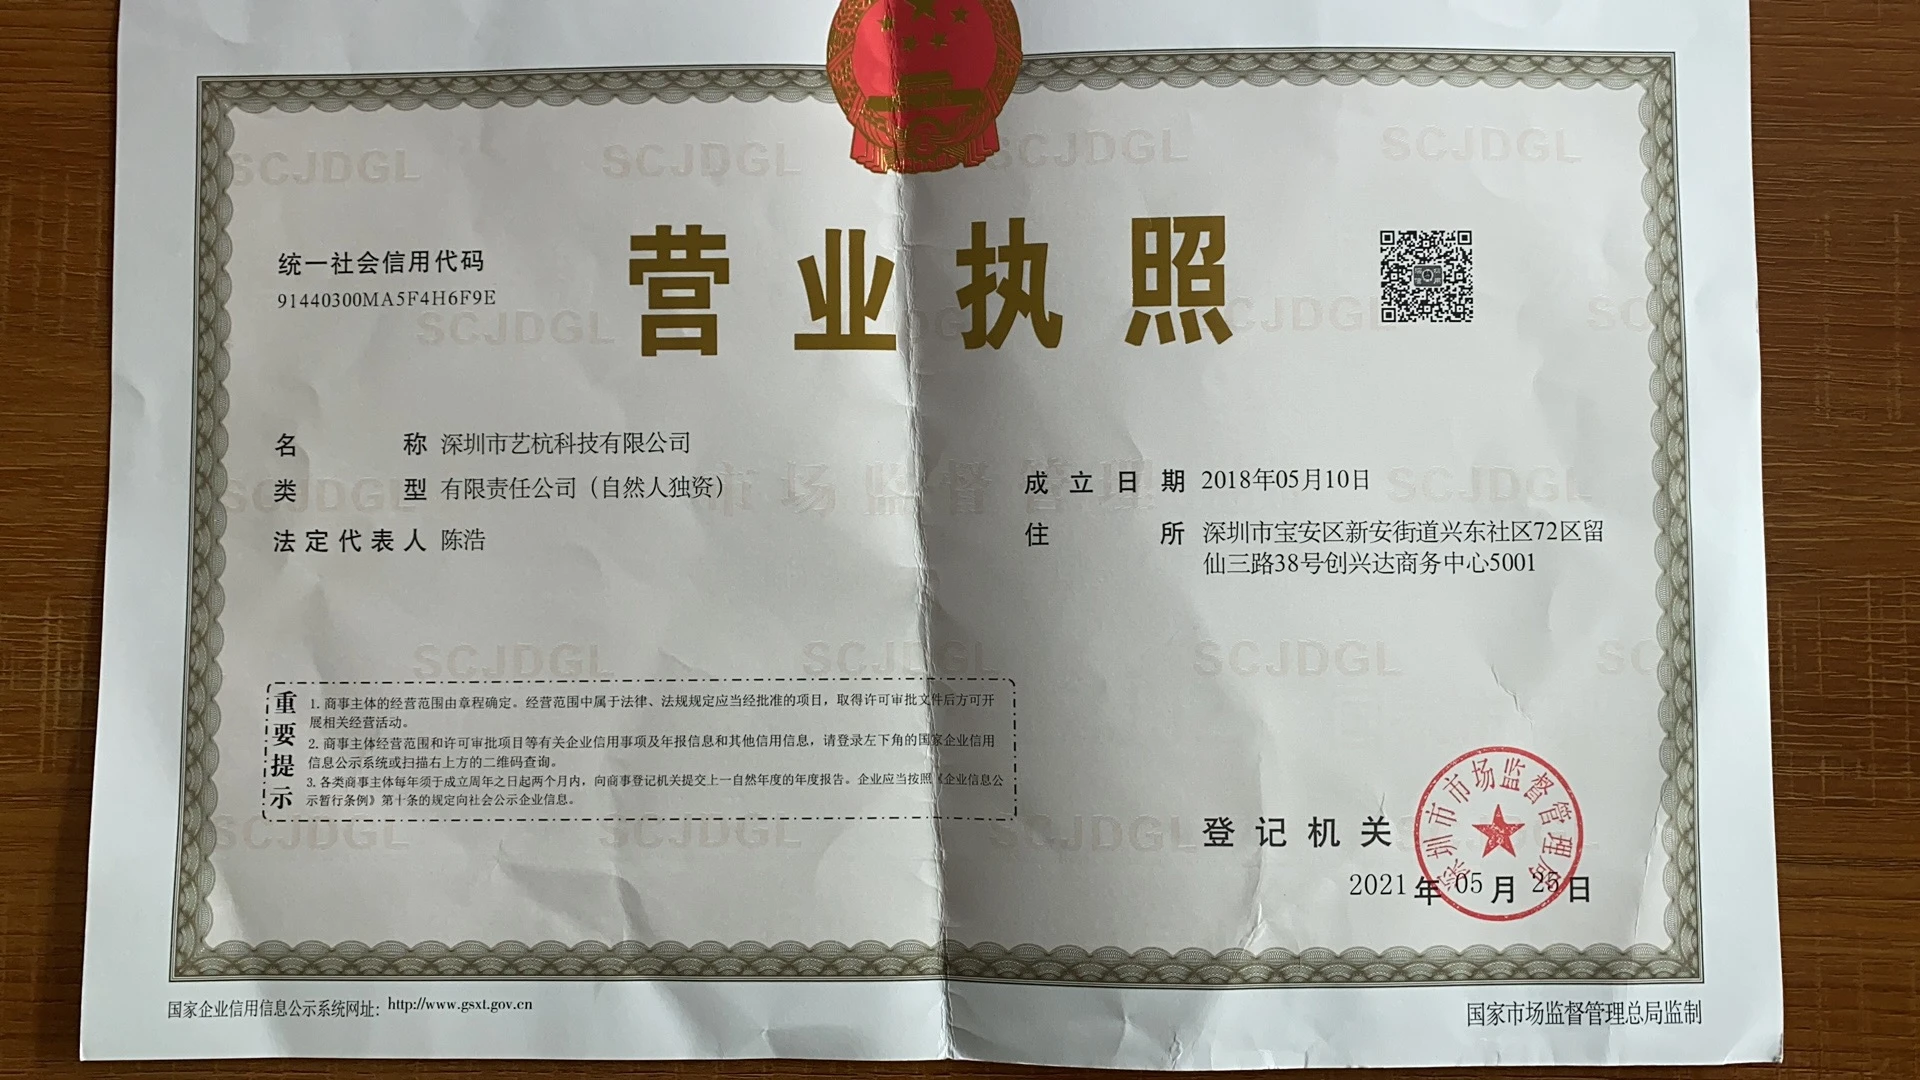 营业执照
统一社会信用代码
91440300MA5F4H6F9E
名称 深圳市艺杭科技有限公司
类型 有限责任公司（自然人独资）
法定代表人 陈浩
成立日期 2018年05月10日
住所 深圳市宝安区新安街道兴东社区72区留
仙三路38号创兴达商务中心5001
重要提示
1. 商事主体的经营范围由章程确定。经营范围中属于法律、法规规定应当经批准的项目，取得许可审批文件后方可开
展相关经营活动。
2. 商事主体经营范围和许可审批项目等有关企业信用事项及年报信息和其他信用信息，请登录左下角的国家企业信用
信息公示系统或扫描右上方的二维码查询。
3. 各类商事主体每年须于成立周年之日起两个月内，向商事登记机关提交上一自然年度的年度报告。企业应当按照《企业信息公
示暂行条例》第十条的规定向社会公示企业信息。
登记机关
深圳市市场监督管理局
2021年05月25日
国家企业信用信息公示系统网址：http://www.gsxt.gov.cn
国家市场监督管理总局监制
SCJDGL
市场监督管理